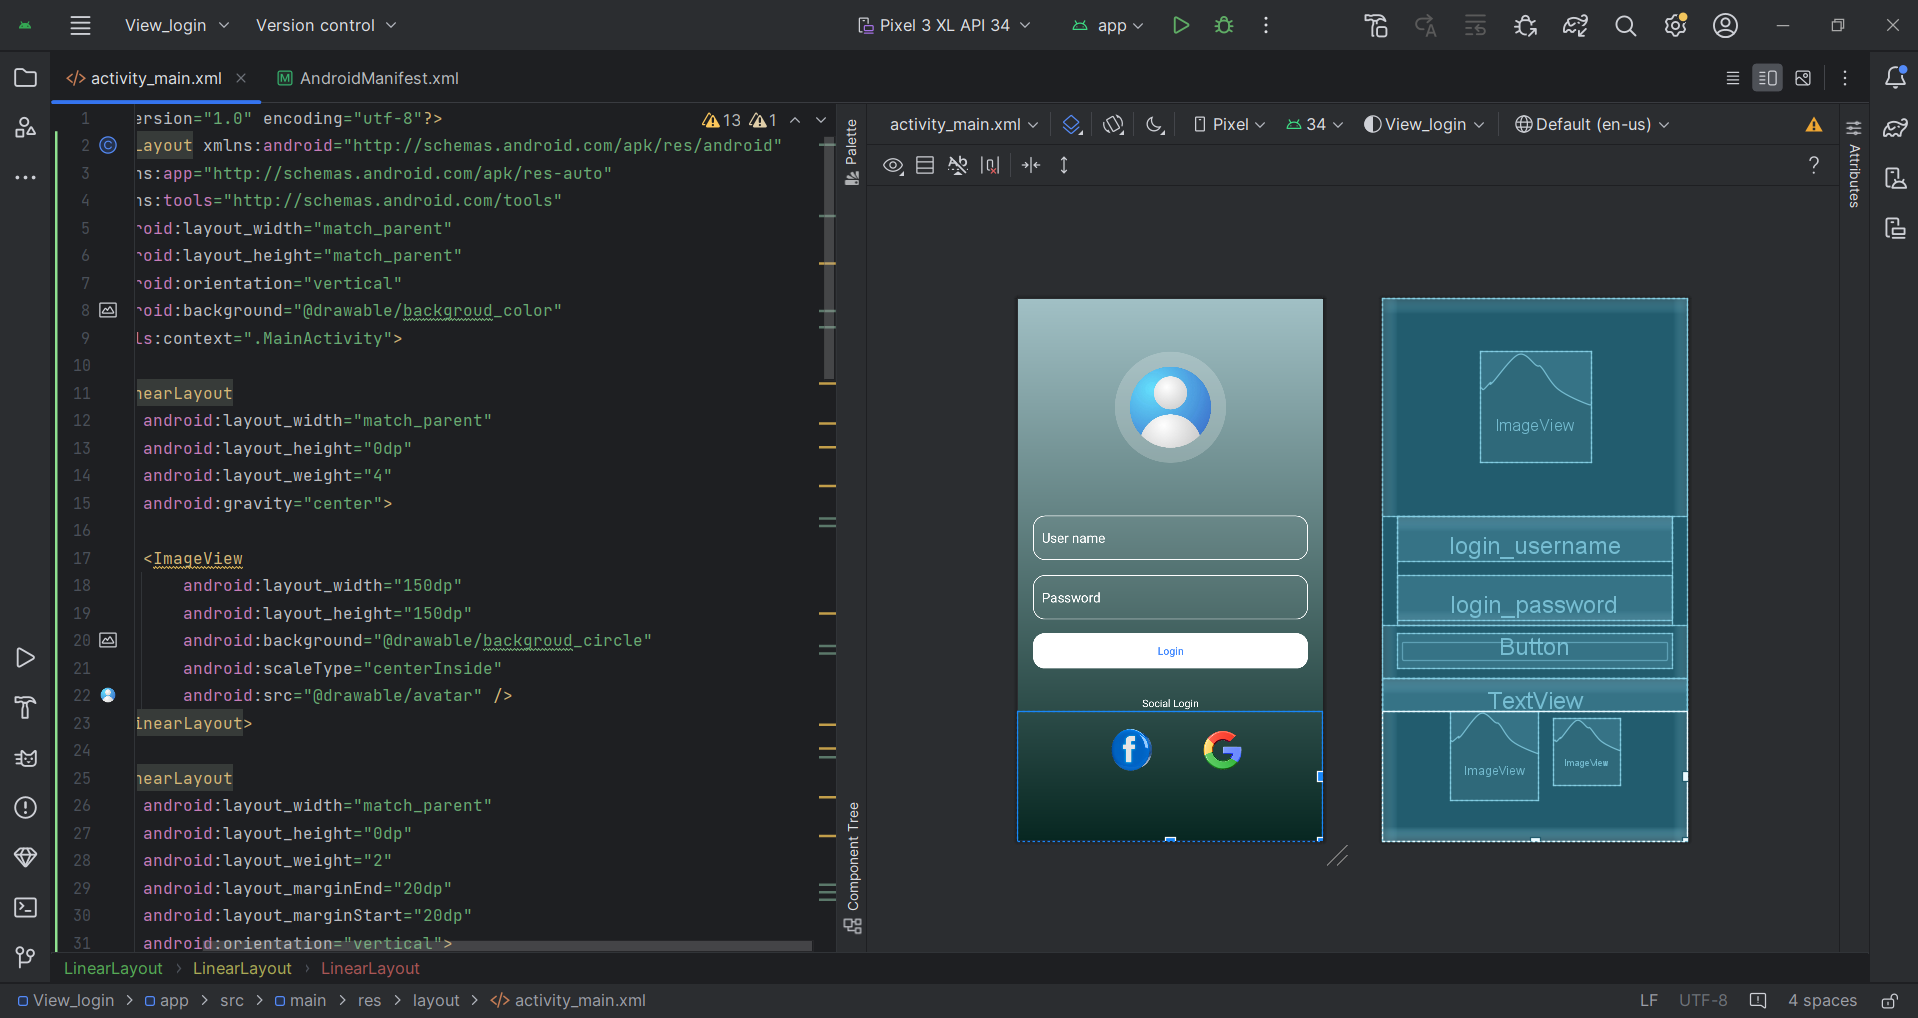 View_login
Version control
Pixel 3 XL API 34
app
activity_main.xml
AndroidManifest.xml
1 ersion="1.0" encoding="utf-8"?>
13 1
2 Layout xmlns:android="http://schemas.android.com/apk/res/android"
3 ns:app="http://schemas.android.com/apk/res-auto"
4 ns:tools="http://schemas.android.com/tools"
5 roid:layout_width="match_parent"
6 roid:layout_height="match_parent"
7 roid:orientation="vertical"
8 roid:background="@drawable/backgroud_color"
9 ls:context=".MainActivity">
10
11 nearLayout
12 android:layout_width="match_parent"
13 android:layout_height="0dp"
14 android:layout_weight="4"
15 android:gravity="center">
16
17 <ImageView
18 android:layout_width="150dp"
19 android:layout_height="150dp"
20 android:background="@drawable/backgroud_circle"
21 android:scaleType="centerInside"
22 android:src="@drawable/avatar" />
23 inearLayout>
24
25 nearLayout
26 android:layout_width="match_parent"
27 android:layout_height="0dp"
28 android:layout_weight="2"
29 android:layout_marginEnd="20dp"
30 android:layout_marginStart="20dp"
31 android:orientation="vertical">
Palette
Component Tree
activity_main.xml
Pixel
34
View_login
Default (en-us)
?
Attributes
User name
Password
Login
Social Login
f
G
ImageView
login_username
login_password
Button
TextView
ImageView
ImageView
LinearLayout > LinearLayout > LinearLayout
View_login > app > src > main > res > layout > </> activity_main.xml
LF
UTF-8
4 spaces